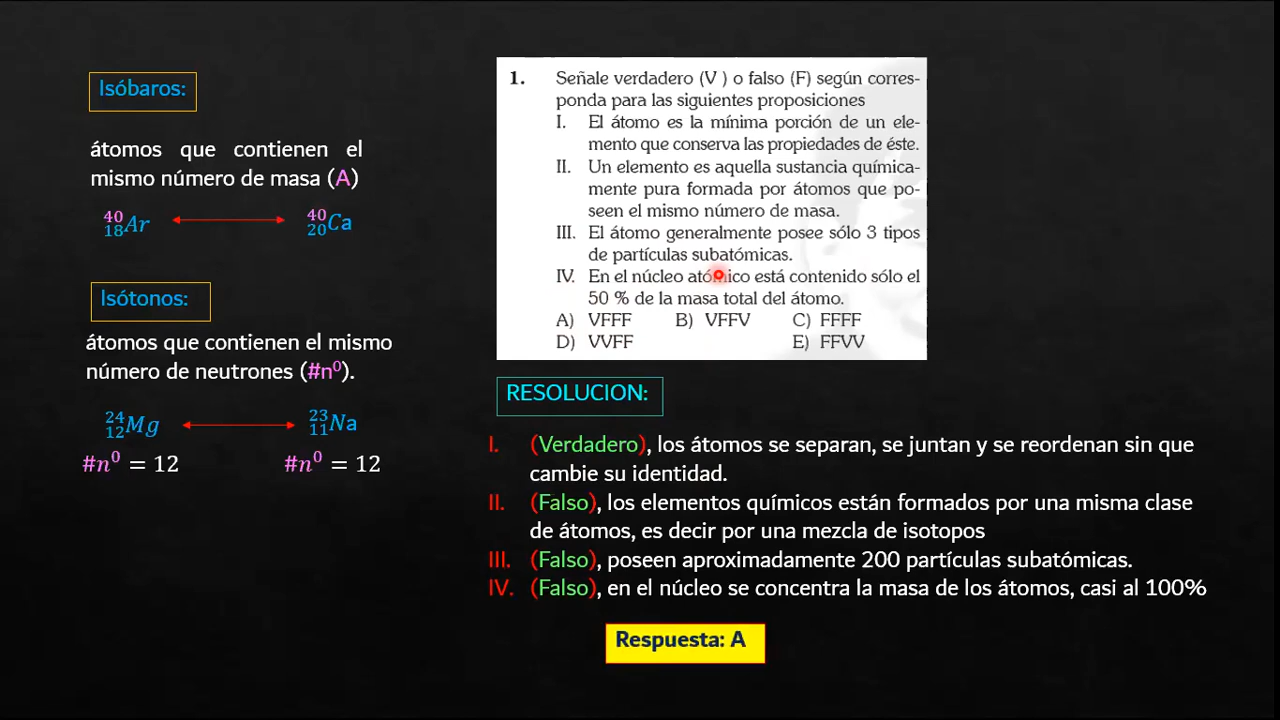 Isóbaros:
átomos que contienen el
mismo número de masa (A)
⁴⁰₁₈Ar ⁴⁰₂₀Ca
Isótonos:
átomos que contienen el mismo
número de neutrones (#n⁰).
²⁴₁₂Mg ²³₁₁Na
#n⁰ = 12 #n⁰ = 12
1. Señale verdadero (V ) o falso (F) según corres-
ponda para las siguientes proposiciones
I. El átomo es la mínima porción de un ele-
mento que conserva las propiedades de éste.
II. Un elemento es aquella sustancia química-
mente pura formada por átomos que po-
seen el mismo número de masa.
III. El átomo generalmente posee sólo 3 tipos
de partículas subatómicas.
IV. En el núcleo atómico está contenido sólo el
50 % de la masa total del átomo.
A) VFFF B) VFFV C) FFFF
D) VVFF E) FFVV
RESOLUCION:
I. (Verdadero), los átomos se separan, se juntan y se reordenan sin que
cambie su identidad.
II. (Falso), los elementos químicos están formados por una misma clase
de átomos, es decir por una mezcla de isotopos
III. (Falso), poseen aproximadamente 200 partículas subatómicas.
IV. (Falso), en el núcleo se concentra la masa de los átomos, casi al 100%
Respuesta: A